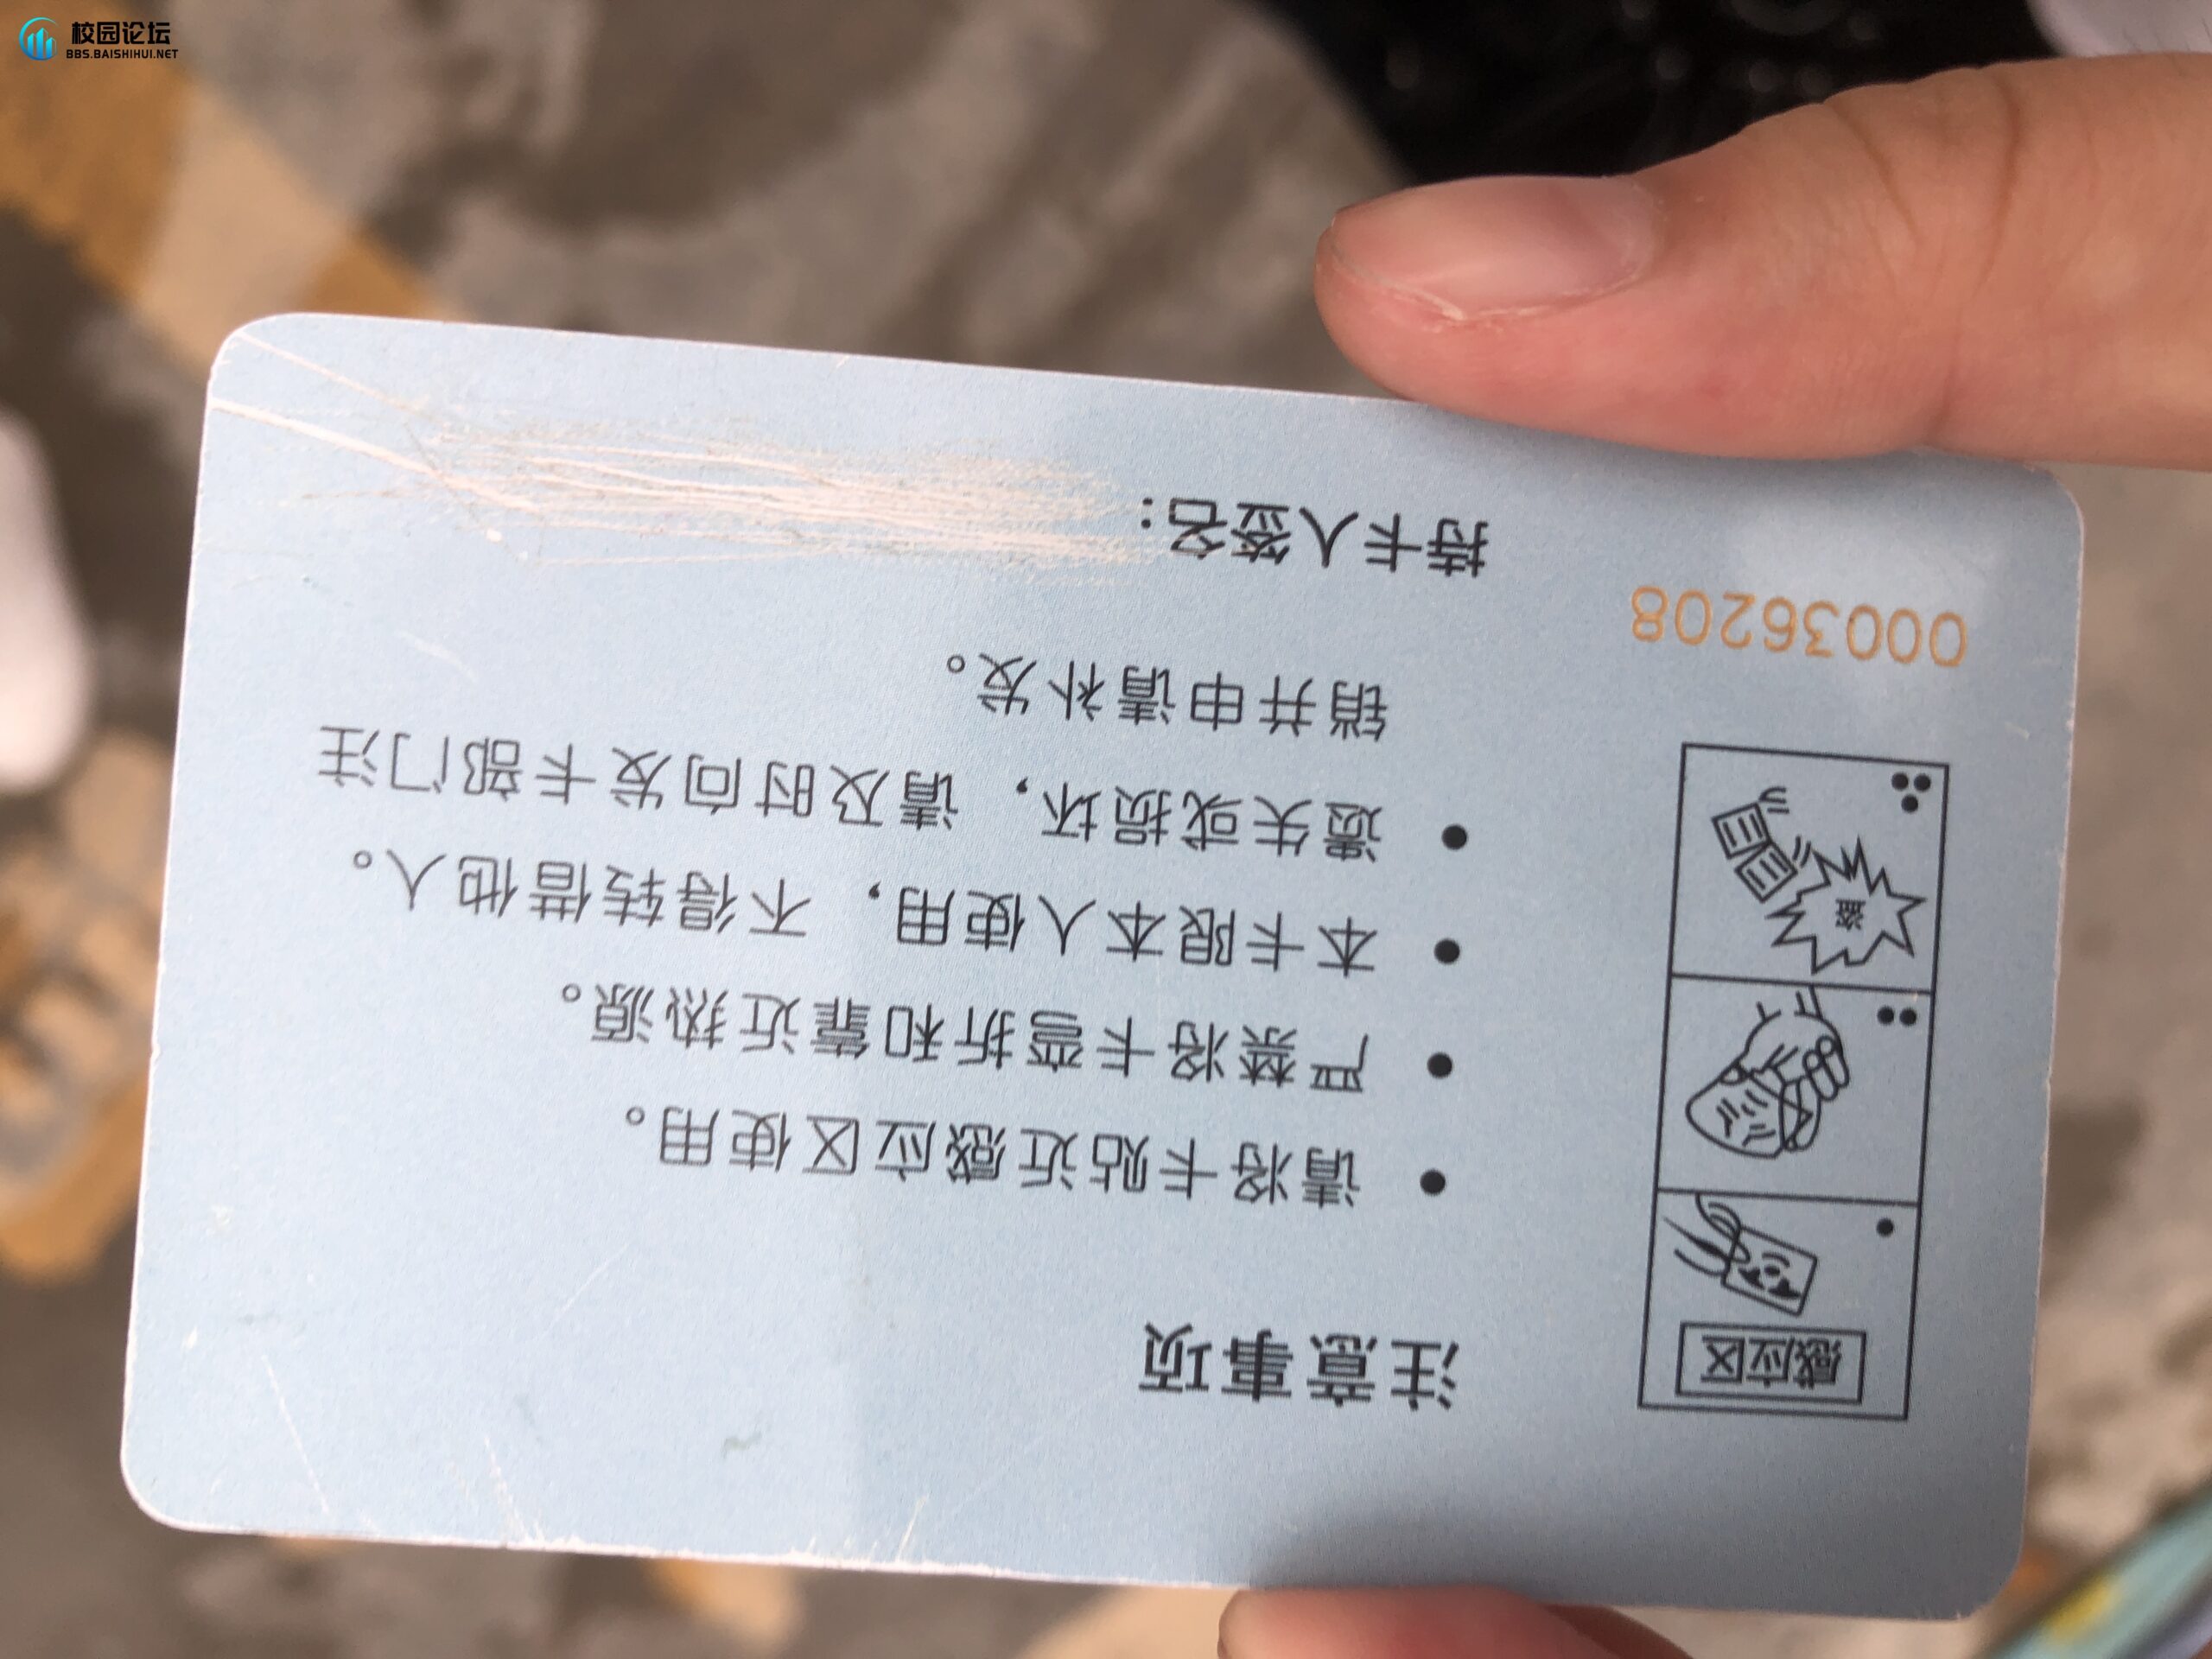 校园论坛
BBS.BAISHIHUI.NET
感应区
注意事项
● 请将卡贴近感应区使用。
● 严禁将卡弯折和靠近热源。
● 本卡限本人使用，不得转借他人。
● 遗失或损坏，请及时向发卡部门注
销并申请补发。
00036208
持卡人签名：